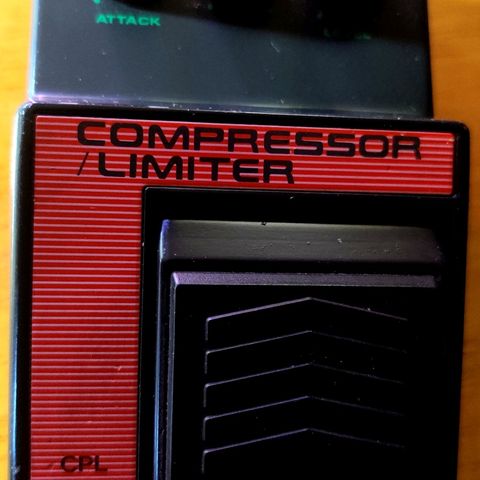 ATTACK
COMPRESSOR
/LIMITER
/CPL